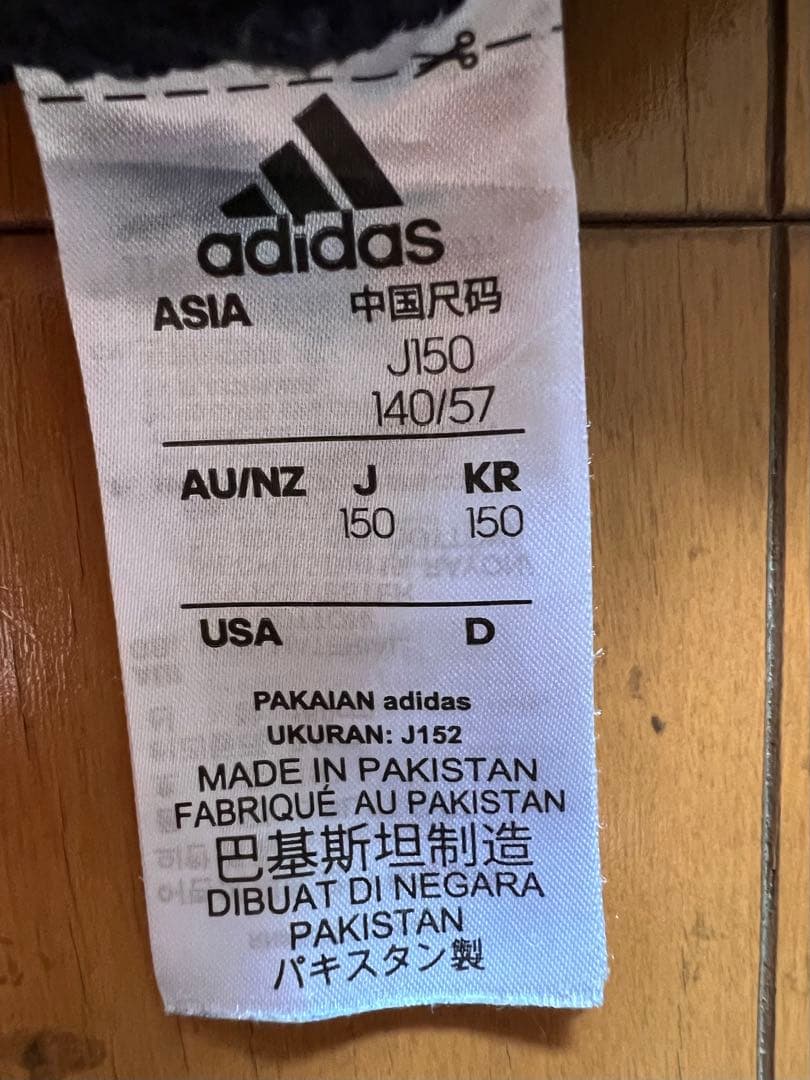 adidas
ASIA 中国尺码
J150
140/57
AU/NZ J KR
150 150
USA D
PAKAIAN adidas
UKURAN: J152
MADE IN PAKISTAN
FABRIQUÉ AU PAKISTAN
巴基斯坦制造
DIBUAT DI NEGARA
PAKISTAN
パキスタン製